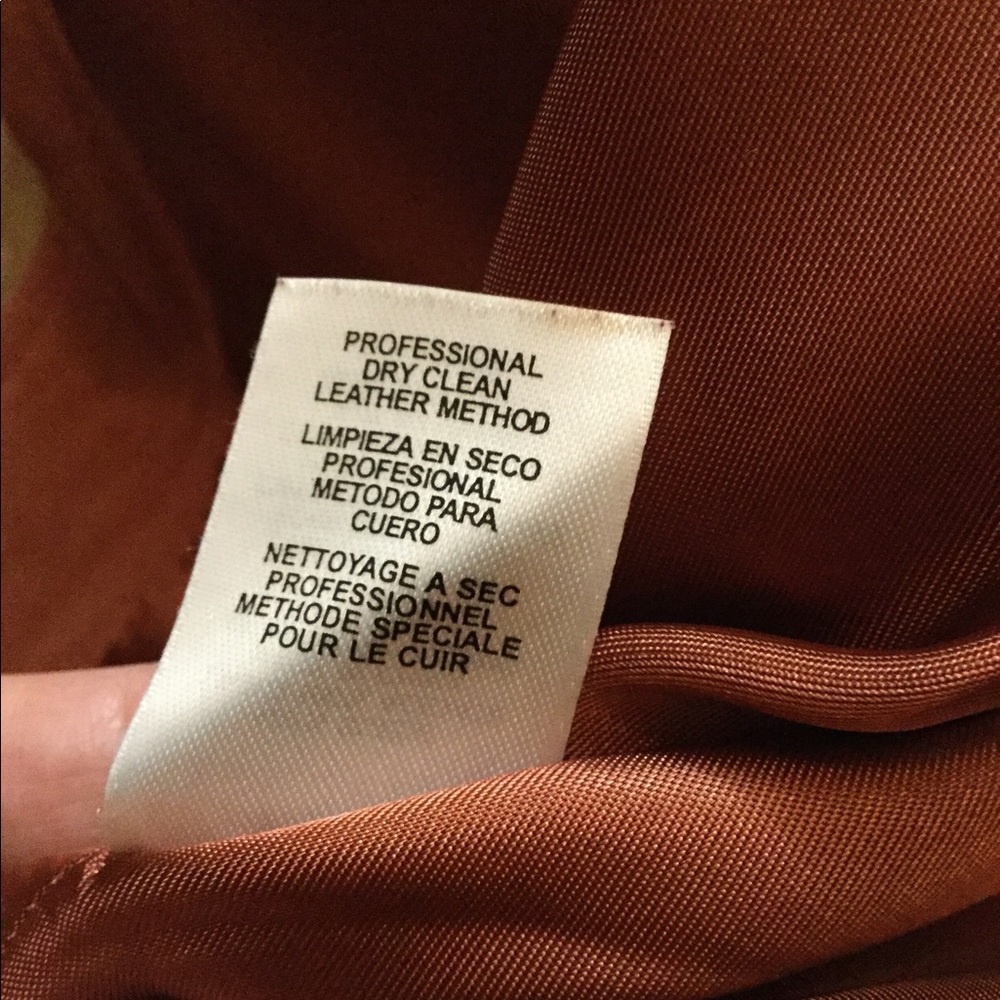 PROFESSIONAL
DRY CLEAN
LEATHER METHOD
LIMPIEZA EN SECO
PROFESIONAL
METODO PARA
CUERO
NETTOYAGE A SEC
PROFESSIONNEL
METHODE SPECIALE
POUR LE CUIR